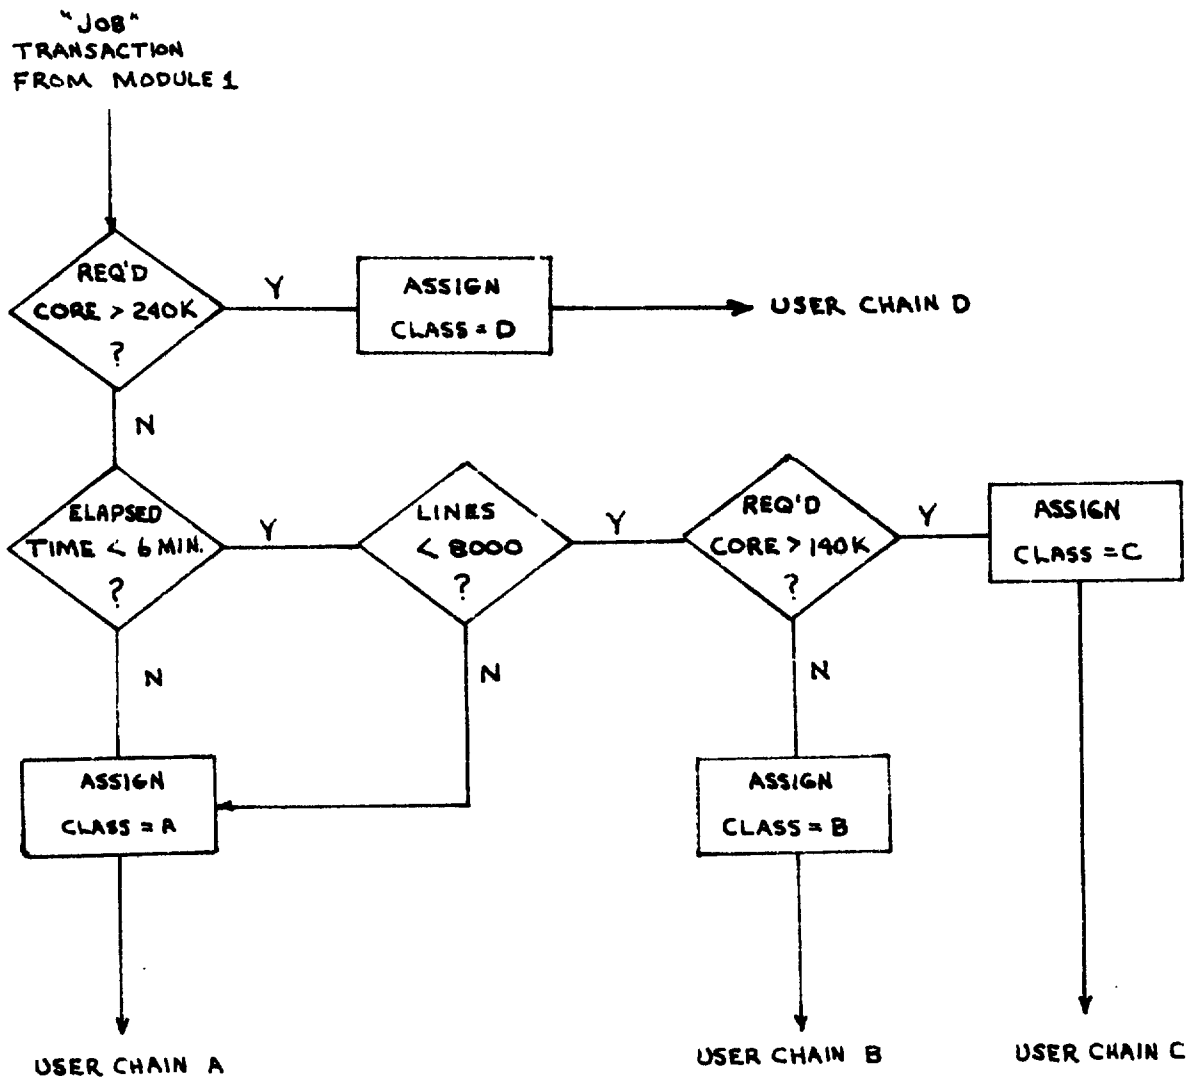 "JOB"
TRANSACTION
FROM MODULE 1
REQ'D
CORE > 240K
?
Y
ASSIGN
CLASS = D
USER CHAIN D
N
ELAPSED
TIME < 6 MIN.
?
Y
LINES
< 8000
?
Y
REQ'D
CORE > 140K
?
Y
ASSIGN
CLASS = C
N
N
N
ASSIGN
CLASS = A
ASSIGN
CLASS = B
USER CHAIN A
USER CHAIN B
USER CHAIN C